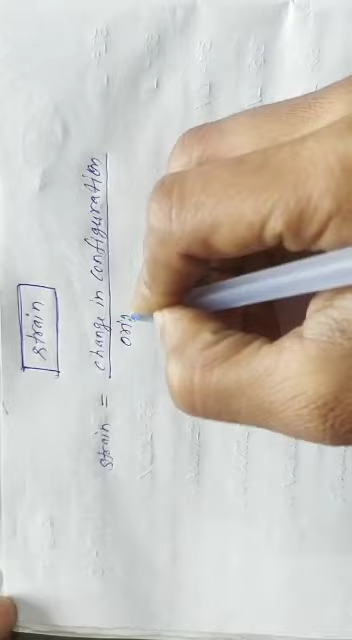 strain
strain = change in configuration
orig